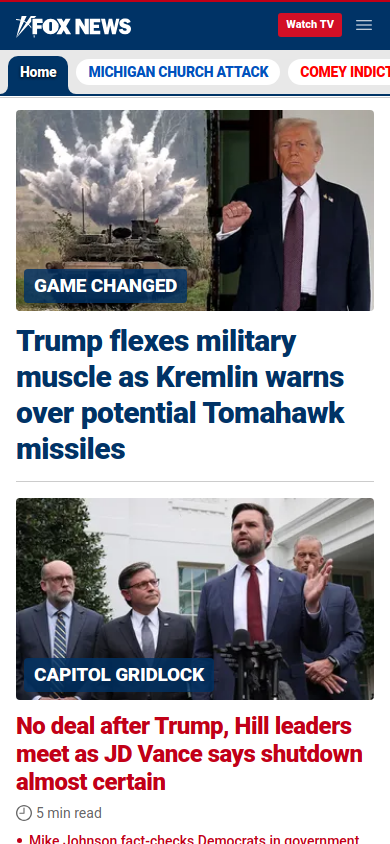 FOX NEWS
Watch TV
Home
MICHIGAN CHURCH ATTACK
COMEY INDICT
GAME CHANGED
Trump flexes military
muscle as Kremlin warns
over potential Tomahawk
missiles
CAPITOL GRIDLOCK
No deal after Trump, Hill leaders
meet as JD Vance says shutdown
almost certain
5 min read
• Mike Johnson fact-checks Democrats in government